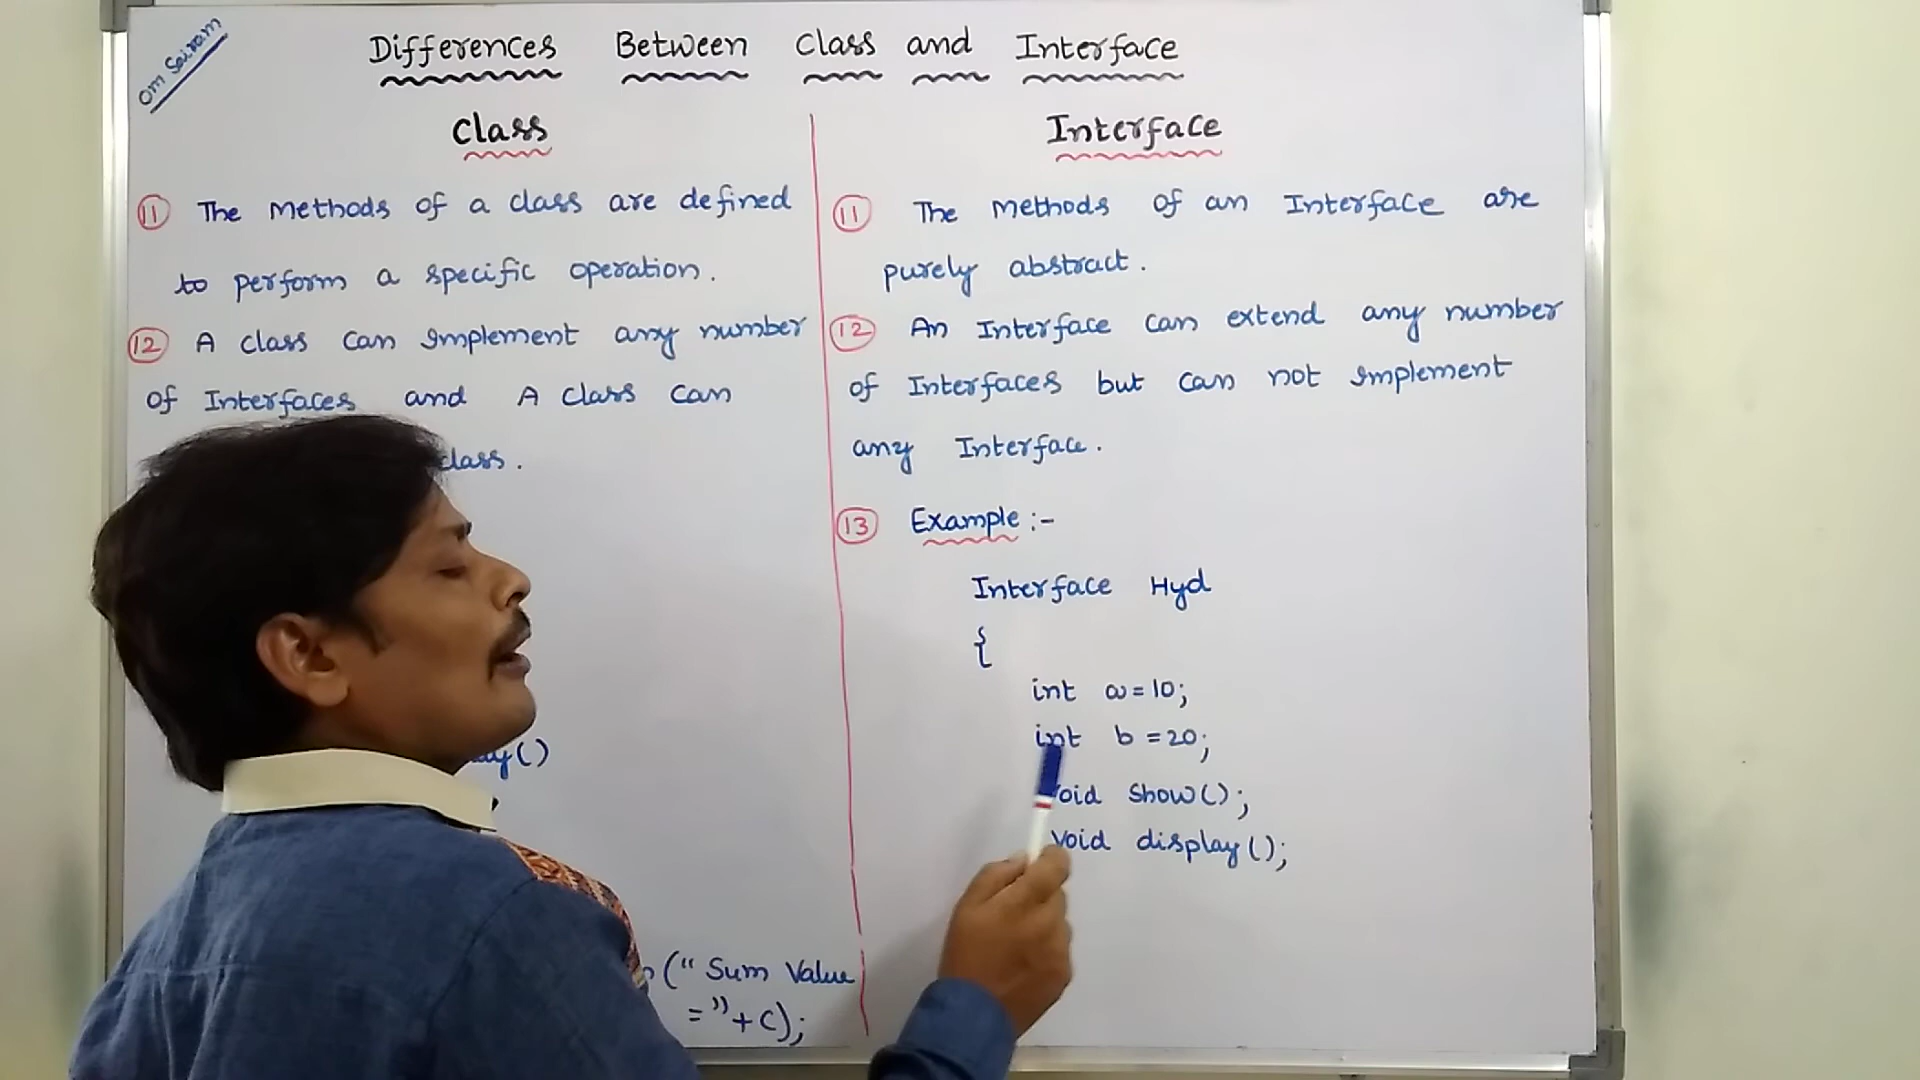 Om Sairam
Differences Between Class and Interface
Class
11 The methods of a class are defined
to perform a specific operation.
12 A class can Implement any number
of Interfaces and A class can
class.
()
(" Sum Value
="+c);
Interface
11 The methods of an Interface are
purely abstract.
12 An Interface can extend any number
of Interfaces but can not Implement
any Interface.
13 Example :-
Interface Hyd
{
int a=10;
int b=20;
void Show();
void display();